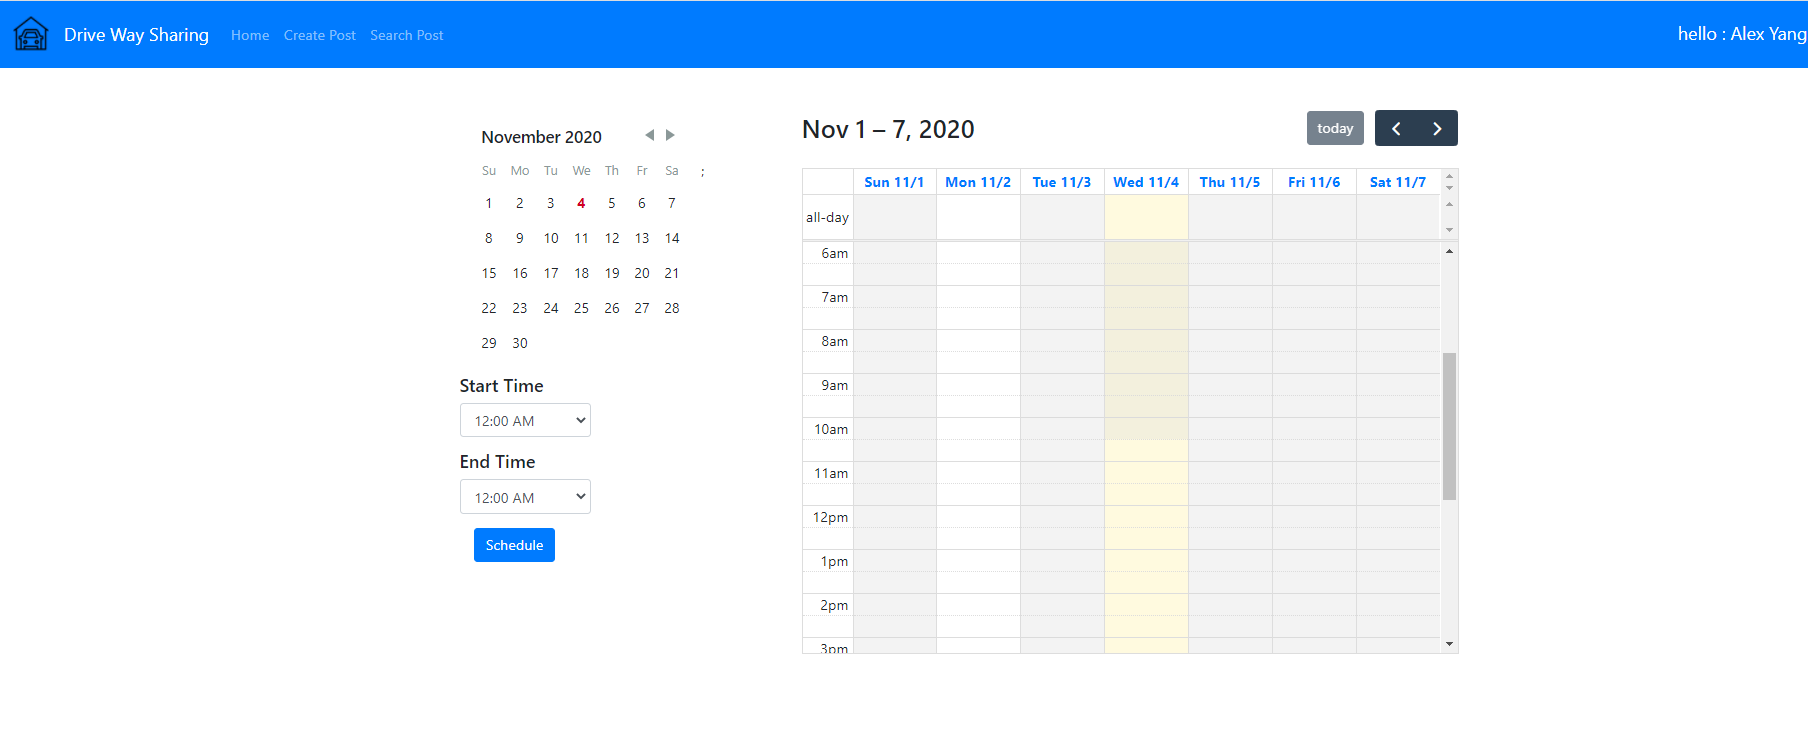 Drive Way Sharing Home Create Post Search Post hello : Alex Yang
November 2020
Su Mo Tu We Th Fr Sa ;
1 2 3 4 5 6 7
8 9 10 11 12 13 14
15 16 17 18 19 20 21
22 23 24 25 26 27 28
29 30
Start Time
12:00 AM
End Time
12:00 AM
Schedule
Nov 1 – 7, 2020 today
Sun 11/1 Mon 11/2 Tue 11/3 Wed 11/4 Thu 11/5 Fri 11/6 Sat 11/7
all-day
6am
7am
8am
9am
10am
11am
12pm
1pm
2pm
3pm